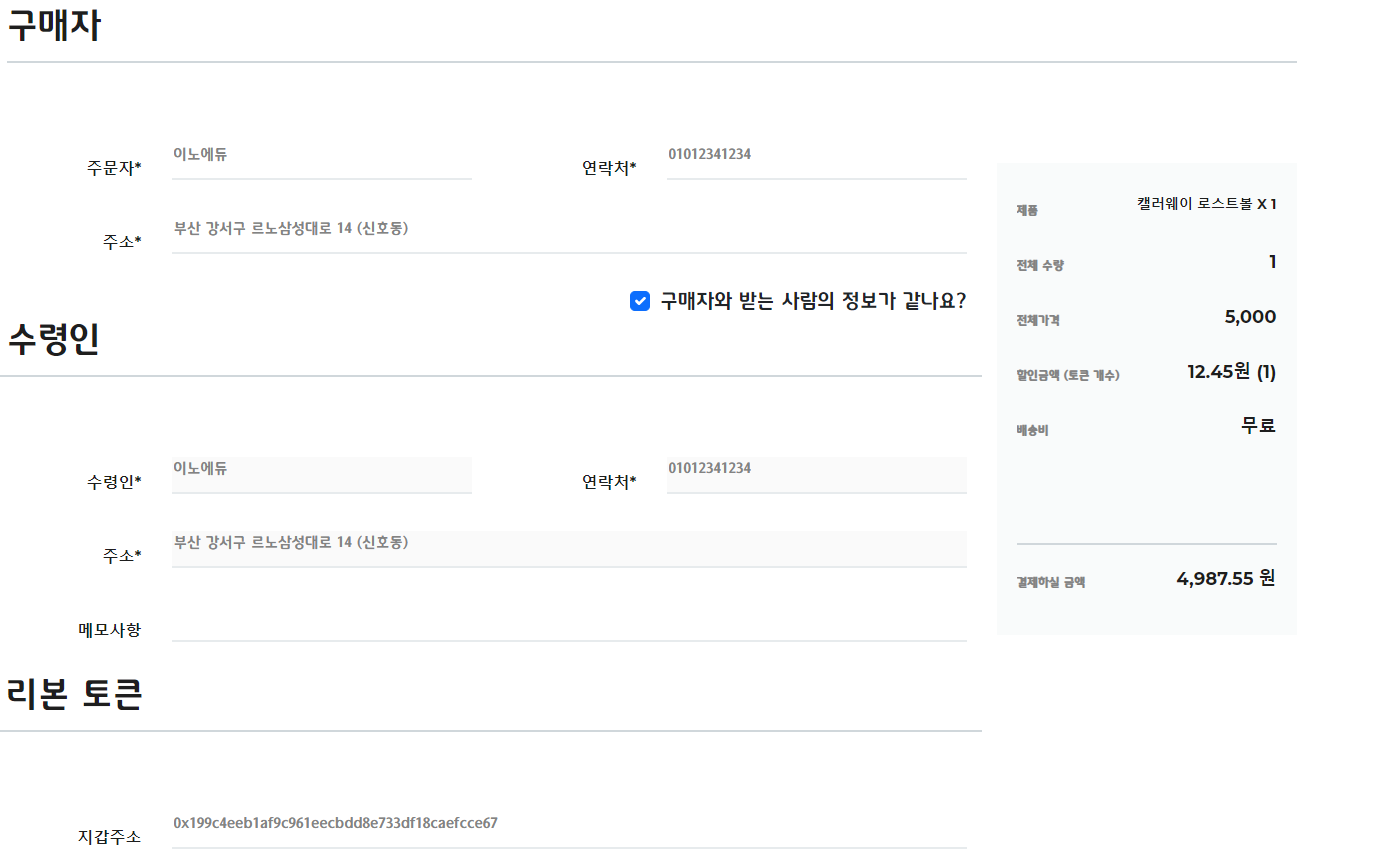 구매자
주문자* 이노에듀 연락처* 01012341234
주소* 부산 강서구 르노삼성대로 14 (신호동)
구매자와 받는 사람의 정보가 같나요?
수령인
수령인* 이노에듀 연락처* 01012341234
주소* 부산 강서구 르노삼성대로 14 (신호동)
메모사항
리본 토큰
지갑주소 0x199c4eeb1af9c961eecbdd8e733df18caefcce67
제품 캘러웨이 로스트볼 X 1
전체 수량 1
전체가격 5,000
할인금액 (토큰 개수) 12.45원 (1)
배송비 무료
결제하실 금액 4,987.55 원